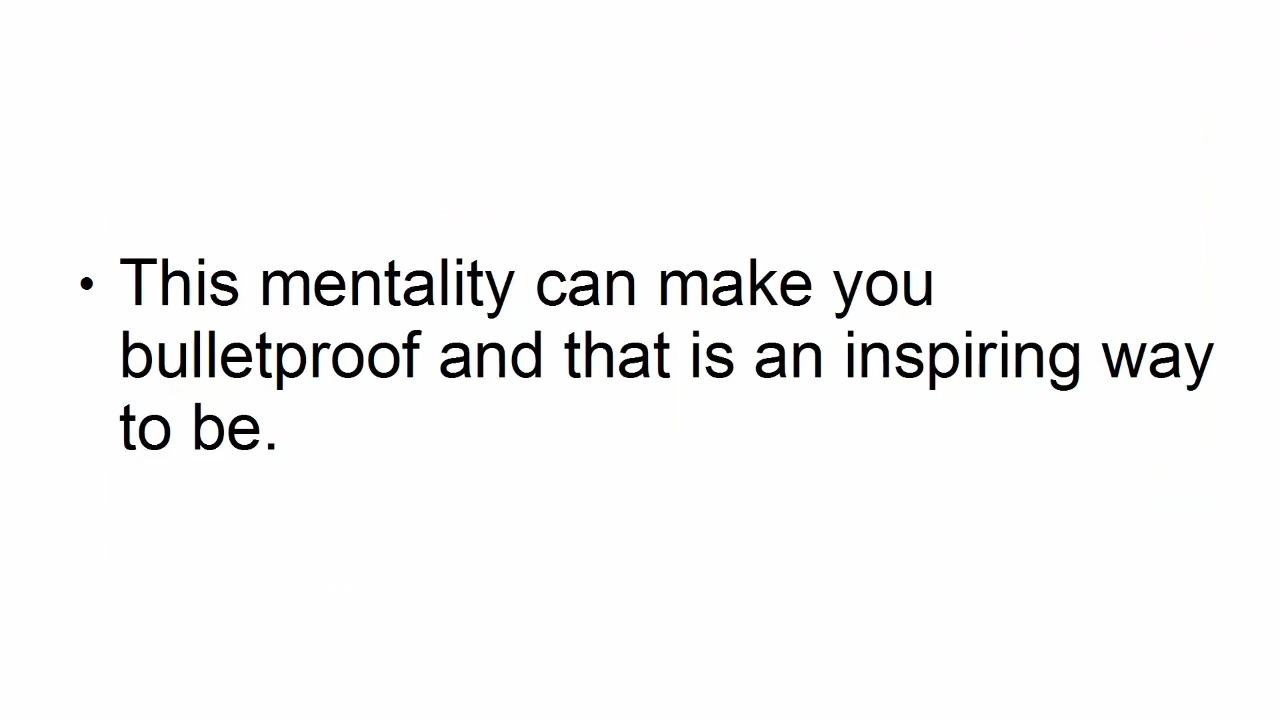 • This mentality can make you
bulletproof and that is an inspiring way
to be.